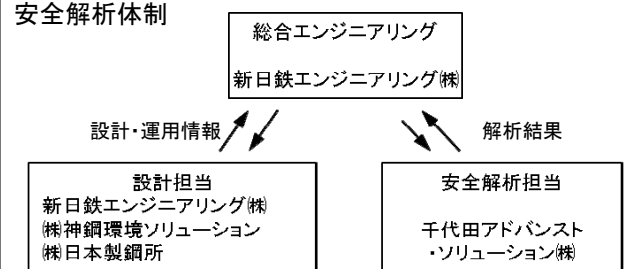 安全解析体制
総合エンジニアリング
新日鉄エンジニアリング㈱
設計・運用情報
解析結果
設計担当
新日鉄エンジニアリング㈱
㈱神鋼環境ソリューション
㈱日本製鋼所
安全解析担当
千代田アドバンスト
・ソリューション㈱